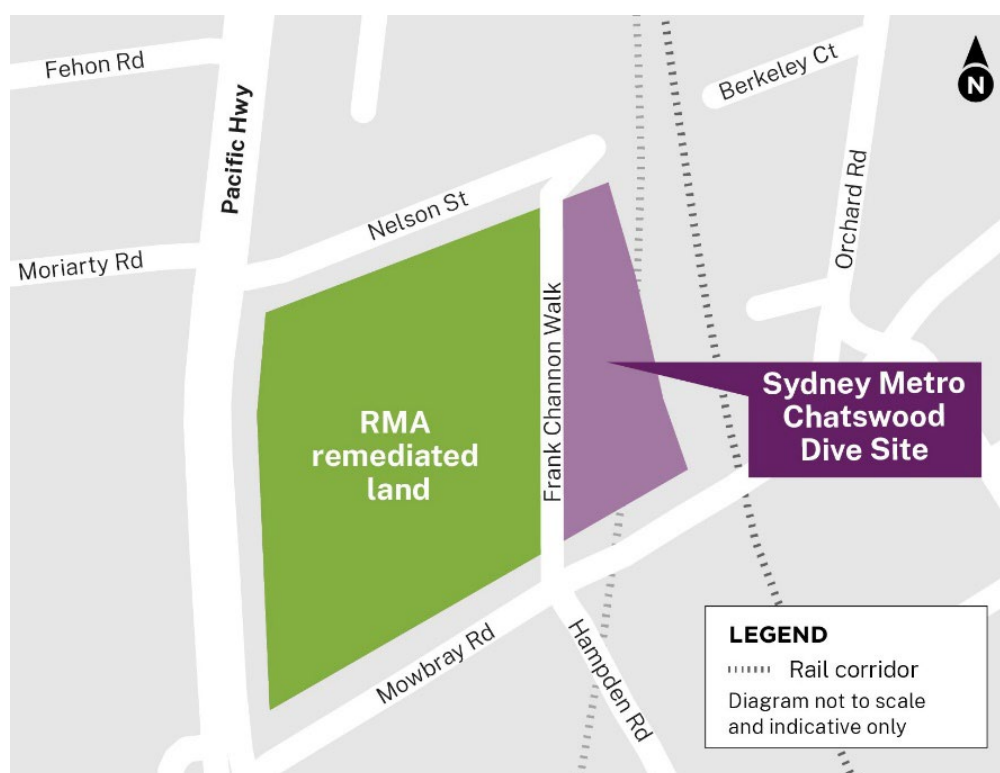 Fehon Rd
Pacific Hwy
Berkeley Ct
N
Nelson St
Orchard Rd
Moriarty Rd
Frank Channon Walk
RMA
remediated
land
Sydney Metro
Chatswood
Dive Site
Mowbray Rd
Hampden Rd
LEGEND
Rail corridor
Diagram not to scale
and indicative only